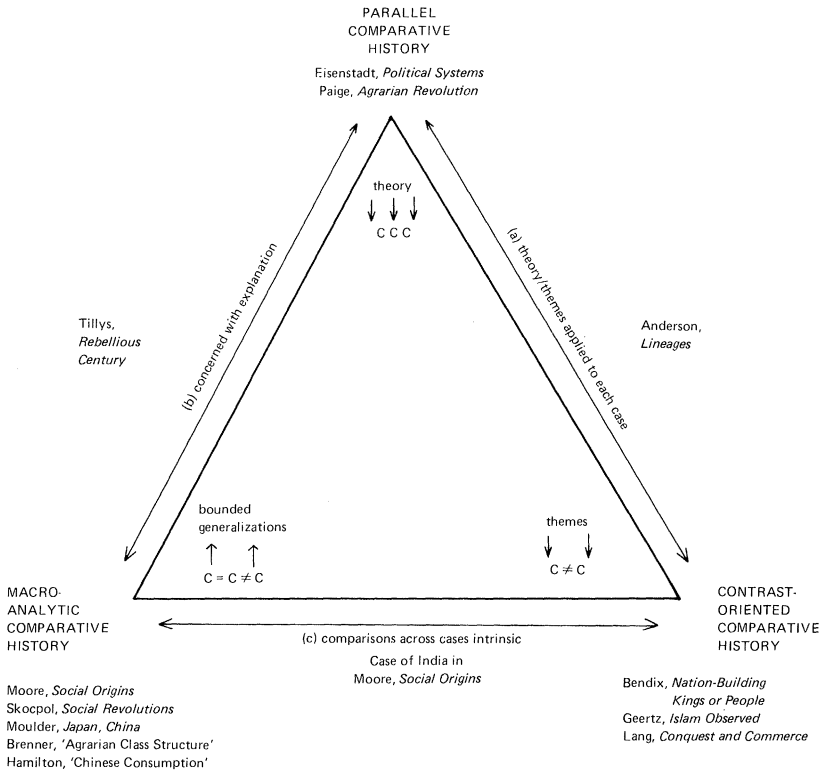 PARALLEL
COMPARATIVE
HISTORY
Eisenstadt, Political Systems
Paige, Agrarian Revolution
theory
C C C
(b) concerned with explanation
(a) theory/themes applied to each case
Tillys,
Rebellious
Century
Anderson,
Lineages
bounded
generalizations
C = C ≠ C
themes
C ≠ C
MACRO-
ANALYTIC
COMPARATIVE
HISTORY
CONTRAST-
ORIENTED
COMPARATIVE
HISTORY
(c) comparisons across cases intrinsic
Case of India in
Moore, Social Origins
Moore, Social Origins
Skocpol, Social Revolutions
Moulder, Japan, China
Brenner, 'Agrarian Class Structure'
Hamilton, 'Chinese Consumption'
Bendix, Nation-Building
Kings or People
Geertz, Islam Observed
Lang, Conquest and Commerce